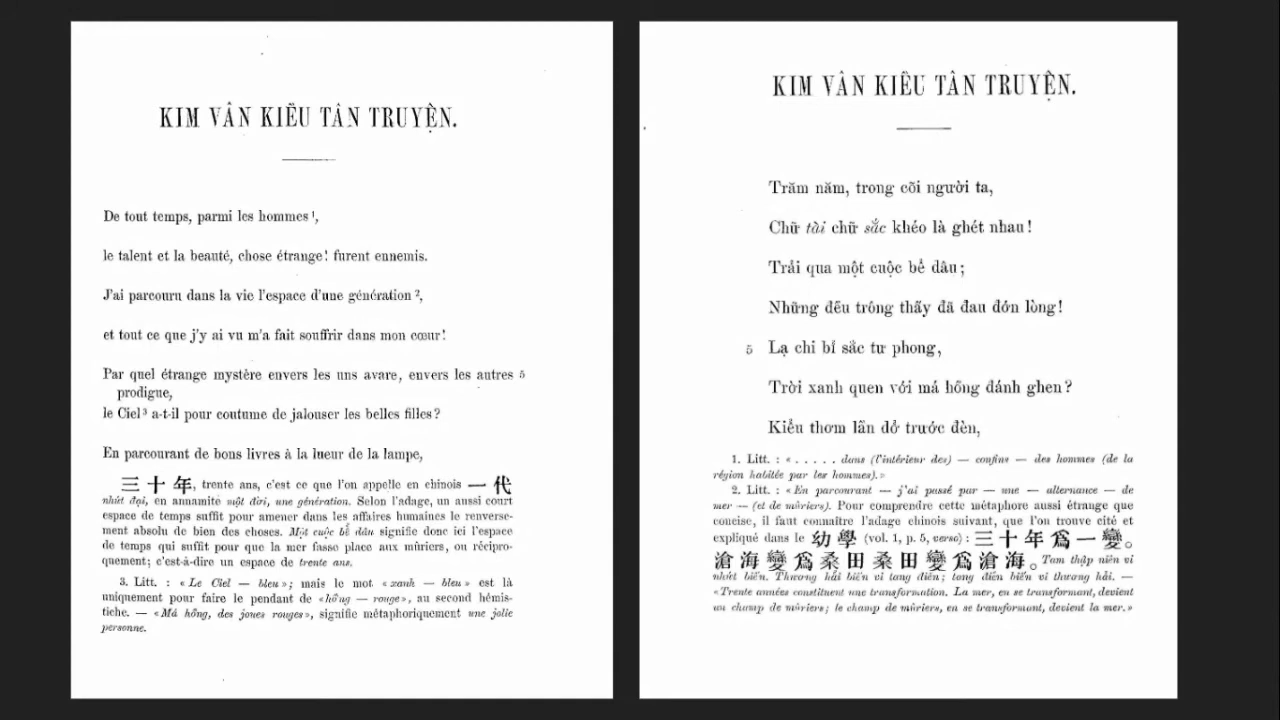 KIM VÂN KIỀU TÂN TRUYỆN.
De tout temps, parmi les hommes ¹,
le talent et la beauté, chose étrange! furent ennemis.
J'ai parcouru dans la vie l'espace d'une génération ²,
et tout ce que j'y ai vu m'a fait souffrir dans mon cœur!
Par quel étrange mystère envers les uns avare, envers les autres 5
prodigue,
le Ciel ³ a-t-il pour coutume de jalouser les belles filles?
En parcourant de bons livres à la lueur de la lampe,
三十年, trente ans, c'est ce que l'on appelle en chinois 一代
nhứt đại, en annamite một đời, une génération. Selon l'adage, un aussi court
espace de temps suffit pour amener dans les affaires humaines le renverse-
ment absolu de bien des choses. Một cuộc bể dâu signifie donc ici l'espace
de temps qui suffit pour que la mer fasse place aux mûriers, ou récipro-
quement; c'est-à-dire un espace de trente ans.
3. Litt. : «Le Ciel — bleu»; mais le mot «xanh — bleu» est là
uniquement pour faire le pendant de «hồng — rouge», au second hémis-
tiche. — «Má hồng, des joues rouges», signifie métaphoriquement une jolie
personne.
KIM VÂN KIỀU TÂN TRUYỆN.
Trăm năm, trong cõi người ta,
Chữ tài chữ sắc khéo là ghét nhau!
Trải qua một cuộc bể dâu;
Những đều trông thấy đã đau đớn lòng!
5 Lạ chi bỉ sắc tư phong,
Trời xanh quen với má hồng đánh ghen?
Kiểu thơm lần dở trước đèn,
1. Litt. : « . . . . . dans (l'intérieur des) — confins — des hommes (de la
région habitée par les hommes).»
2. Litt. : «En parcourant — j'ai passé par — une — alternance — de
mer — (et de mûriers). Pour comprendre cette métaphore aussi étrange que
concise, il faut connaître l'adage chinois suivant, que l'on trouve cité et
expliqué dans le 幼學 (vol. 1, p. 5, verso) : 三十年爲一變。
滄海變爲桑田桑田變爲滄海。Tam thập niên vi
nhứt biến. Thương hải biến vi tang điền; tang điền biến vi thương hải. —
«Trente années constituent une transformation. La mer, en se transformant, devient
un champ de mûriers; le champ de mûriers, en se transformant, devient la mer.»